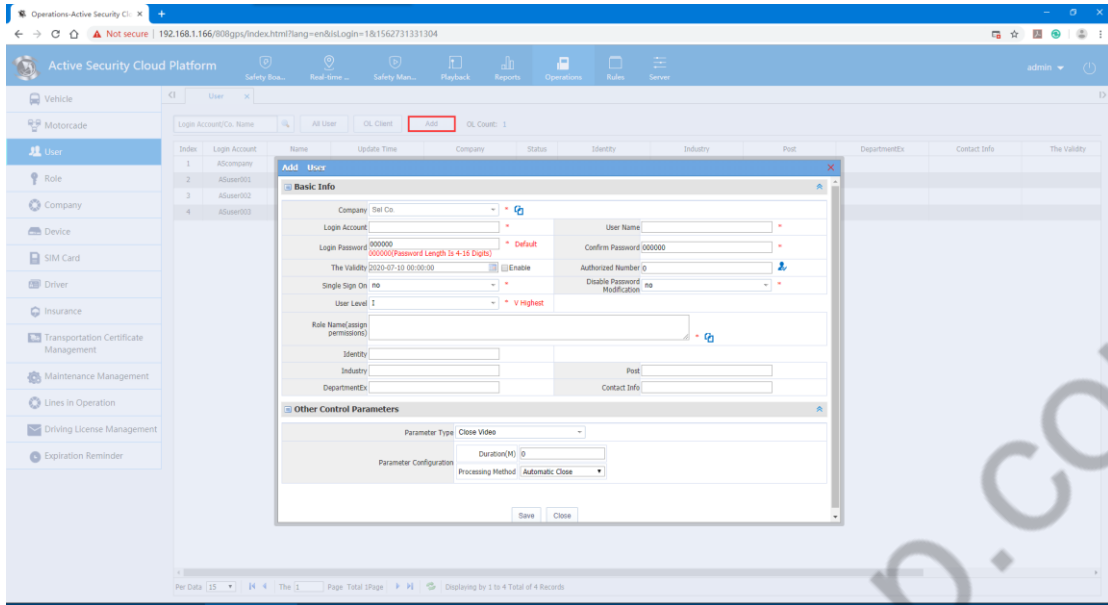 Operations-Active Security Clo
Not secure | 192.168.1.166/808gps/index.html?lang=en&isLogin=1&1562731331304
Active Security Cloud Platform
Safety Boa... Real-time ... Safety Man... Playback Reports Operations Rules Server
admin
Vehicle
Motorcade
User
Role
Company
Device
SIM Card
Driver
Insurance
Transportation Certificate
Management
Maintenance Management
Lines in Operation
Driving License Management
Expiration Reminder
User
Login Account/Co. Name All User OL Client Add OL Count: 1
Index Login Account Name Update Time Company Status Identity Industry Post DepartmentEx Contact Info The Validity
1 AScompany
2 ASuser001
3 ASuser002
4 ASuser003
Add User
Basic Info
Company Sel Co. *
Login Account * User Name *
Login Password 000000 * Default
000000(Password Length Is 4-16 Digits)
Confirm Password 000000 *
The Validity 2020-07-10 00:00:00 Enable Authorized Number 0
Single Sign On no * Disable Password
Modification no *
User Level I * V Highest
Role Name(assign
permissions) *
Identity
Industry Post
DepartmentEx Contact Info
Other Control Parameters
Parameter Type Close Video
Parameter Configuration
Duration(M) 0
Processing Method Automatic Close
Save Close
Per Data 15 The 1 Page Total 1Page Displaying by 1 to 4 Total of 4 Records